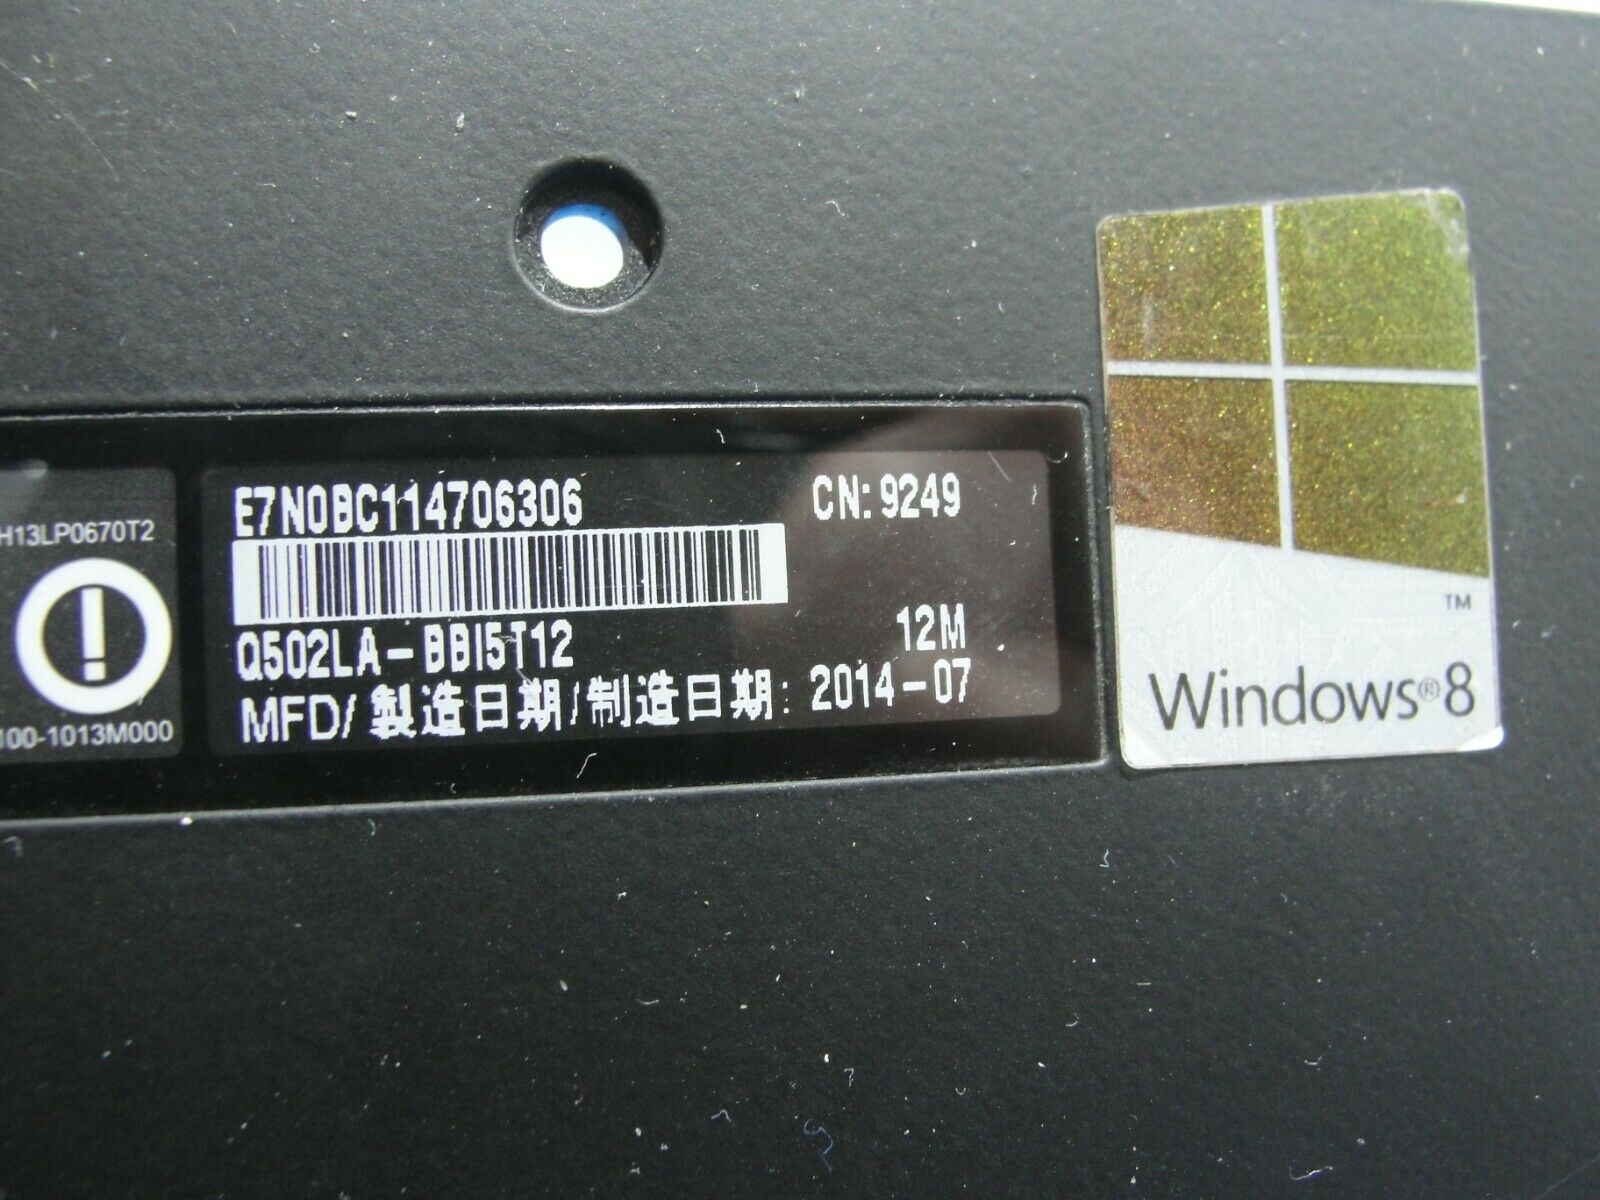 H13LP0670T2
100-1013M000
E7N0BC114706306
CN: 9249
Q502LA-BBI5T12
12M
MFD/製造日期/制造日期: 2014-07
TM
Windows®8